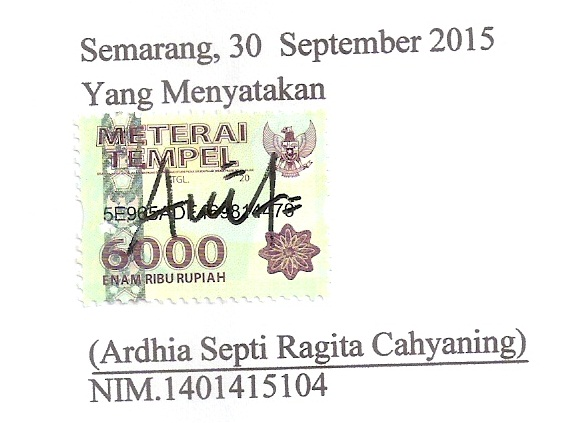 Semarang, 30 September 2015
Yang Menyatakan
METERAI
TEMPEL
TGL. 20
6000
ENAM RIBU RUPIAH
(Ardhia Septi Ragita Cahyaning)
NIM.1401415104